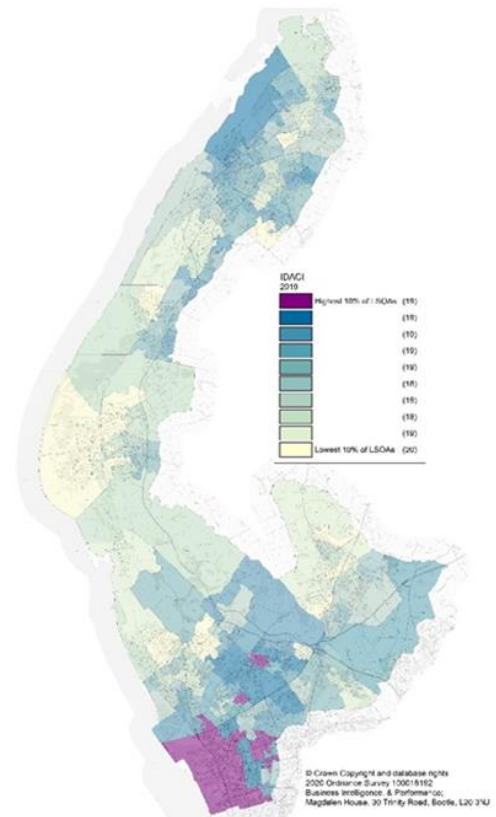 IDACI
2019
Highest 10% of LSOAs (19)
(19)
(19)
(19)
(19)
(18)
(19)
(18)
(19)
Lowest 10% of LSOAs (20)
© Crown Copyright and database rights
2020 Ordnance Survey 100018192
Business Intelligence & Performance;
Magdalen House, 30 Trinity Road, Bootle, L20 3NJ